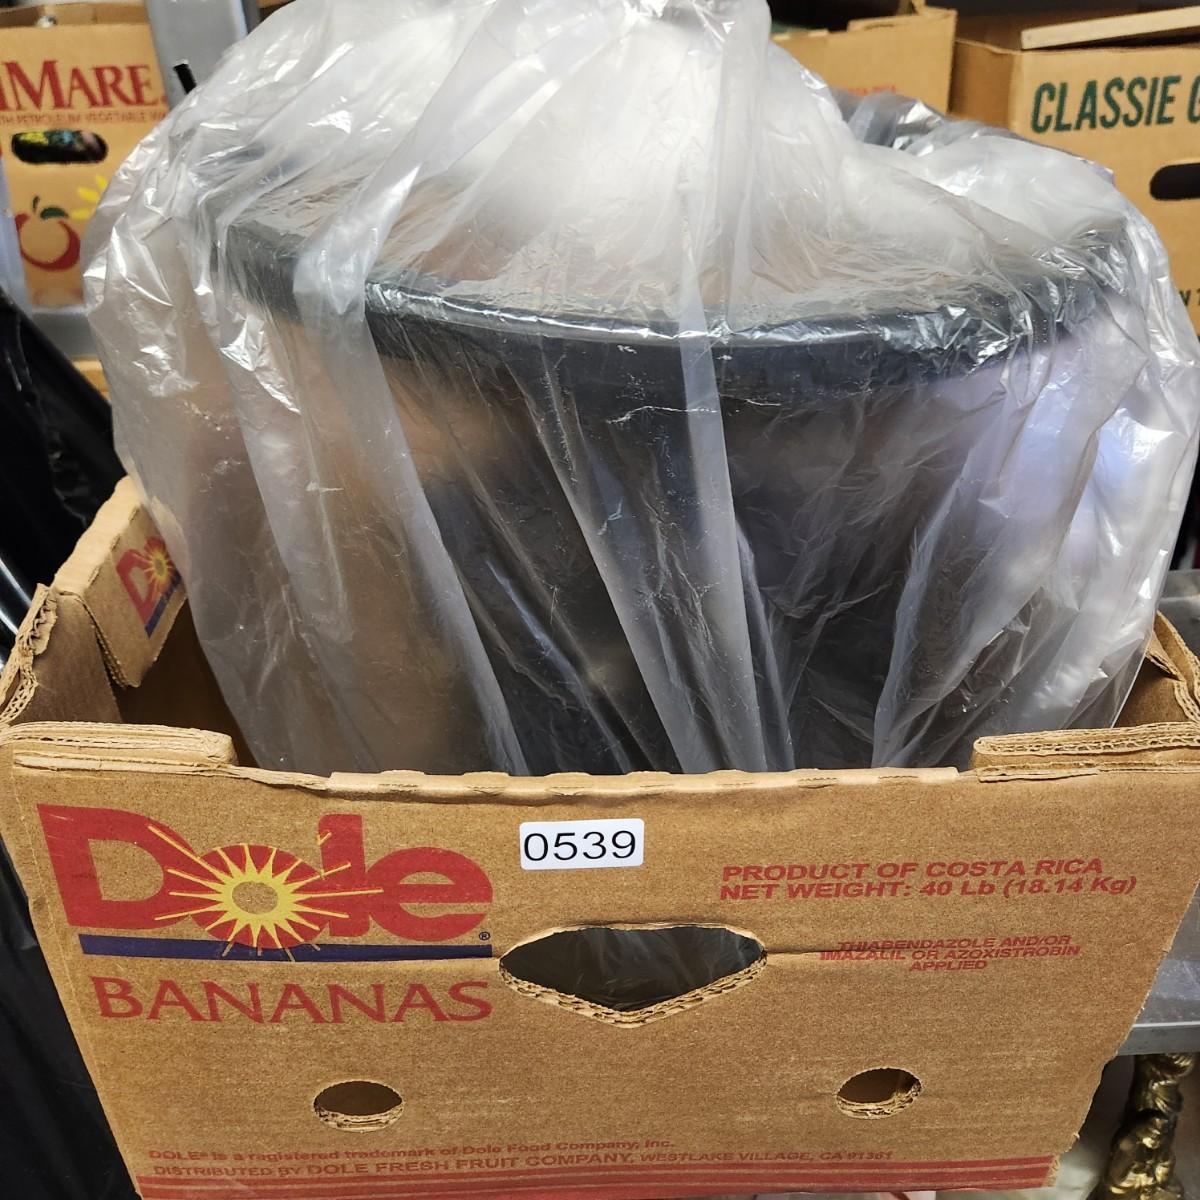 MARE.
CLASSIE
Dole
Dole®
BANANAS
0539
PRODUCT OF COSTA RICA
NET WEIGHT: 40 Lb (18.14 Kg)
THIABENDAZOLE AND/OR
IMAZALIL OR AZOXISTROBIN
APPLIED
DOLE® is a registered trademark of Dole Food Company, Inc.
DISTRIBUTED BY DOLE FRESH FRUIT COMPANY, WESTLAKE VILLAGE, CA 91361